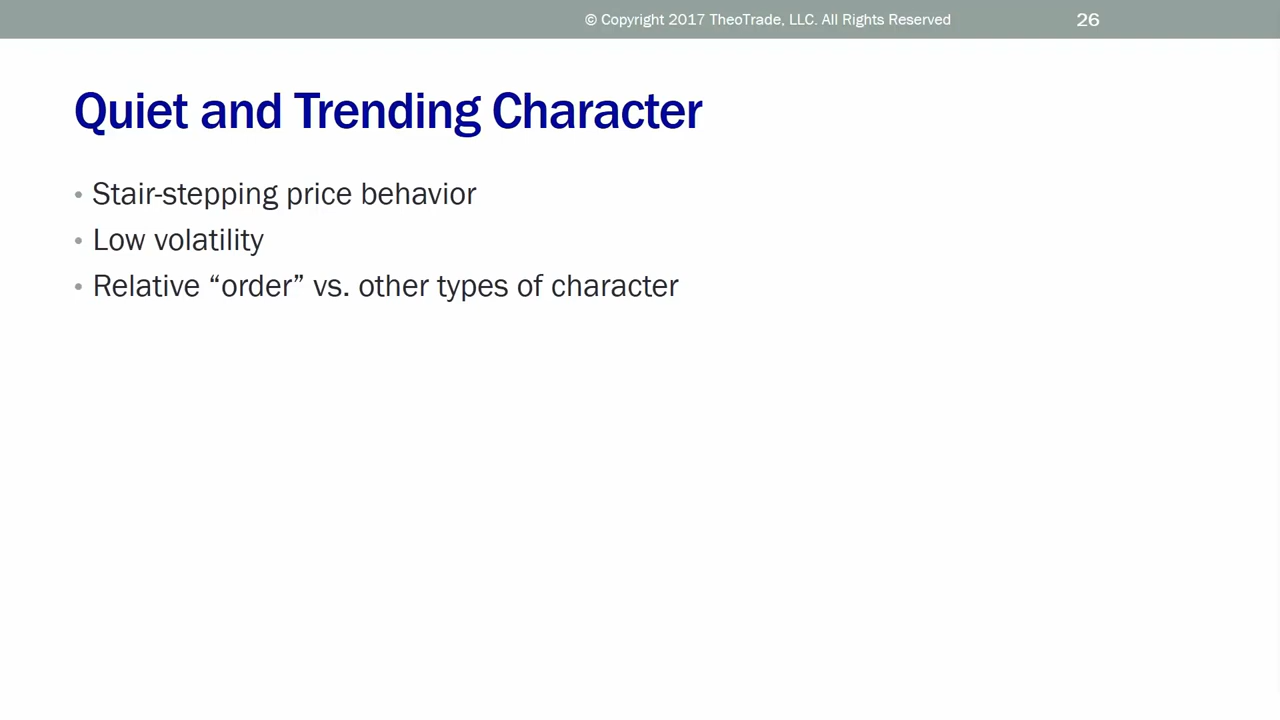 © Copyright 2017 TheoTrade, LLC. All Rights Reserved 26
Quiet and Trending Character
• Stair-stepping price behavior
• Low volatility
• Relative “order” vs. other types of character